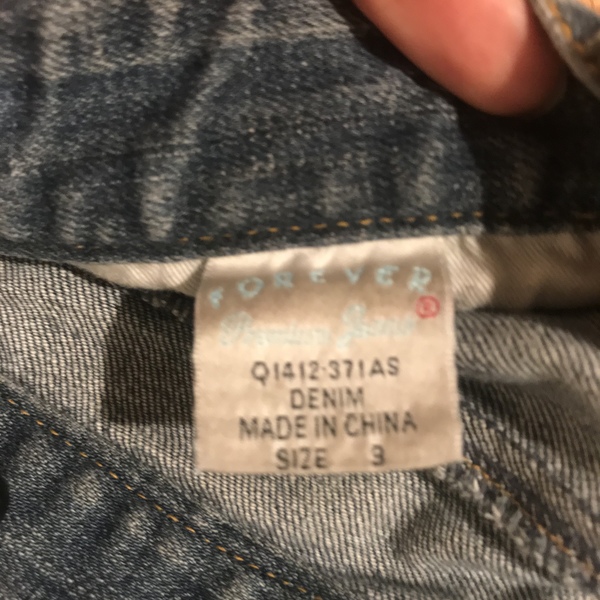 FOREVER
Premium Jeans
®
Q1412-371AS
DENIM
MADE IN CHINA
SIZE 3